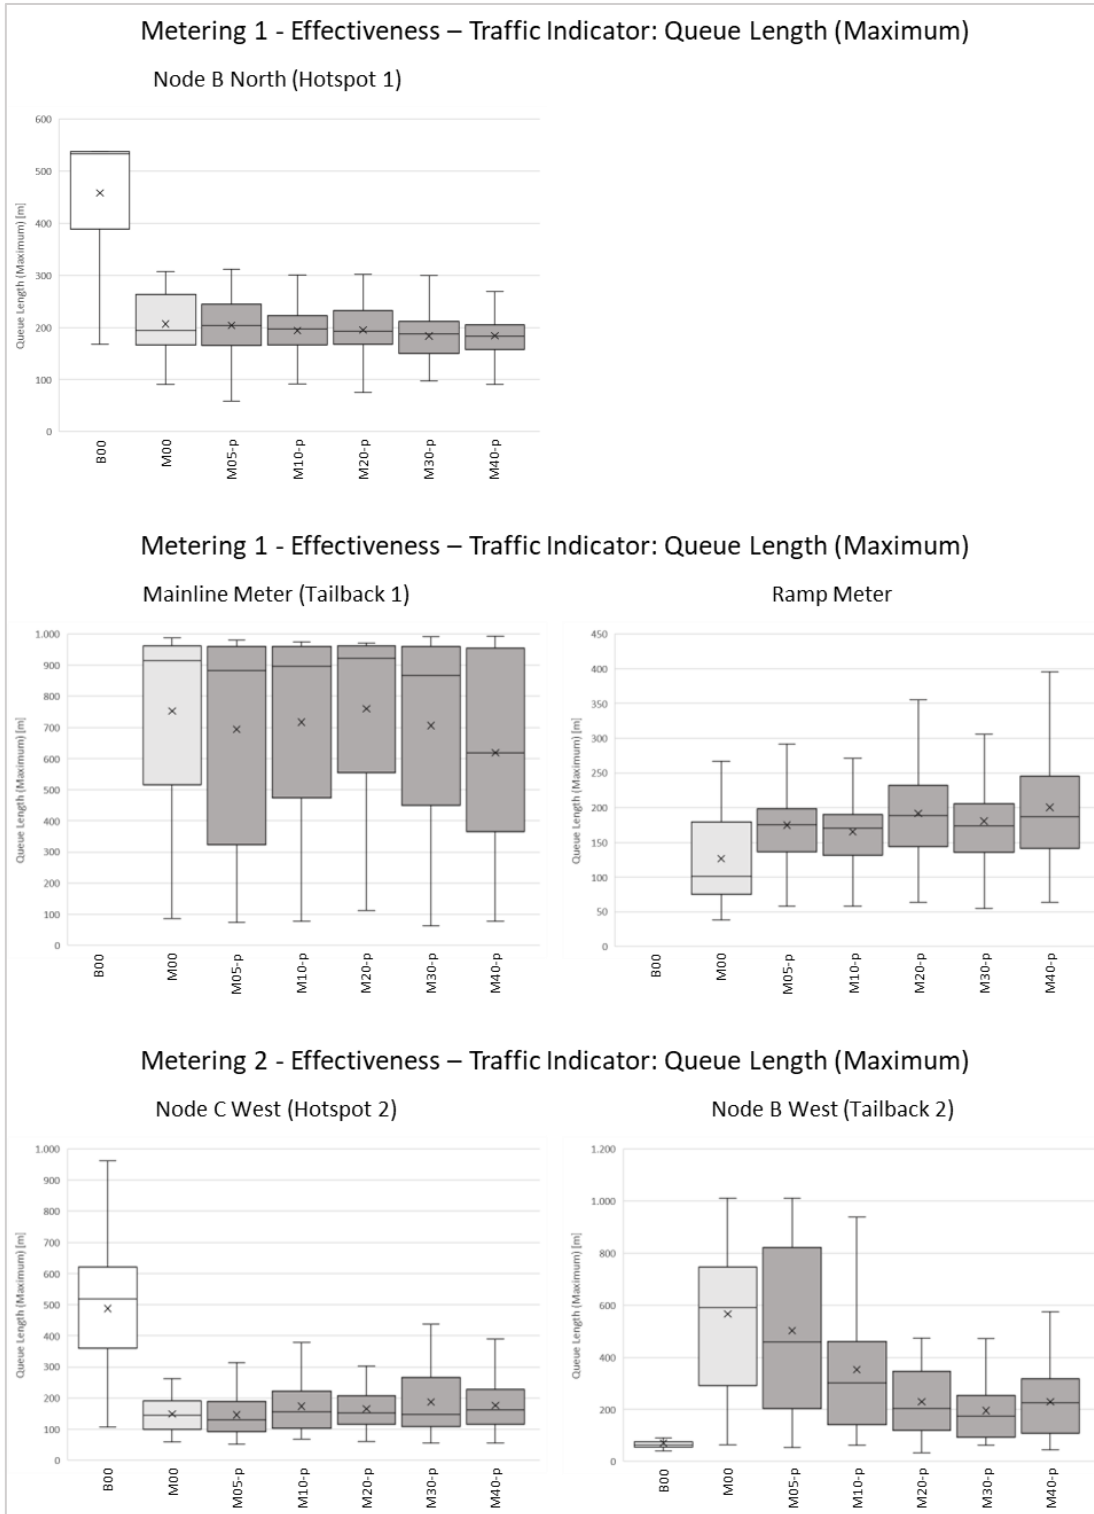 Metering 1 - Effectiveness – Traffic Indicator: Queue Length (Maximum)
Node B North (Hotspot 1)
Queue Length (Maximum) [m]
600
500
400
300
200
100
0
B00
M00
M05-p
M10-p
M20-p
M30-p
M40-p
Metering 1 - Effectiveness – Traffic Indicator: Queue Length (Maximum)
Mainline Meter (Tailback 1)
Queue Length (Maximum) [m]
1.000
900
800
700
600
500
400
300
200
100
0
B00
M00
M05-p
M10-p
M20-p
M30-p
M40-p
Ramp Meter
Queue Length (Maximum) [m]
450
400
350
300
250
200
150
100
50
0
B00
M00
M05-p
M10-p
M20-p
M30-p
M40-p
Metering 2 - Effectiveness – Traffic Indicator: Queue Length (Maximum)
Node C West (Hotspot 2)
Queue Length (Maximum) [m]
1.000
900
800
700
600
500
400
300
200
100
0
B00
M00
M05-p
M10-p
M20-p
M30-p
M40-p
Node B West (Tailback 2)
Queue Length (Maximum) [m]
1.200
1.000
800
600
400
200
0
B00
M00
M05-p
M10-p
M20-p
M30-p
M40-p